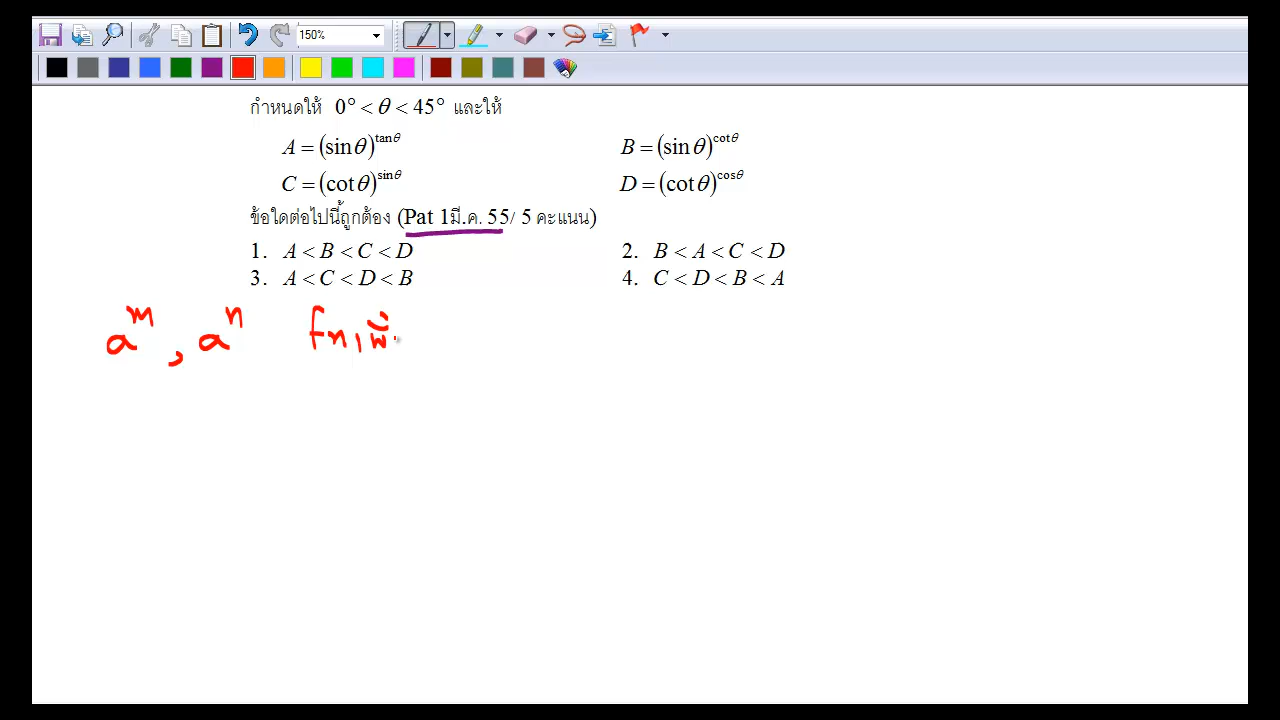 150%
กำหนดให้ 0° < θ < 45° และให้
A = (sinθ)^tanθ B = (sinθ)^cotθ
C = (cotθ)^sinθ D = (cotθ)^cosθ
ข้อใดต่อไปนี้ถูกต้อง (Pat 1มี.ค. 55/ 5 คะแนน)
1. A < B < C < D 2. B < A < C < D
3. A < C < D < B 4. C < D < B < A
a^m , a^n fn,